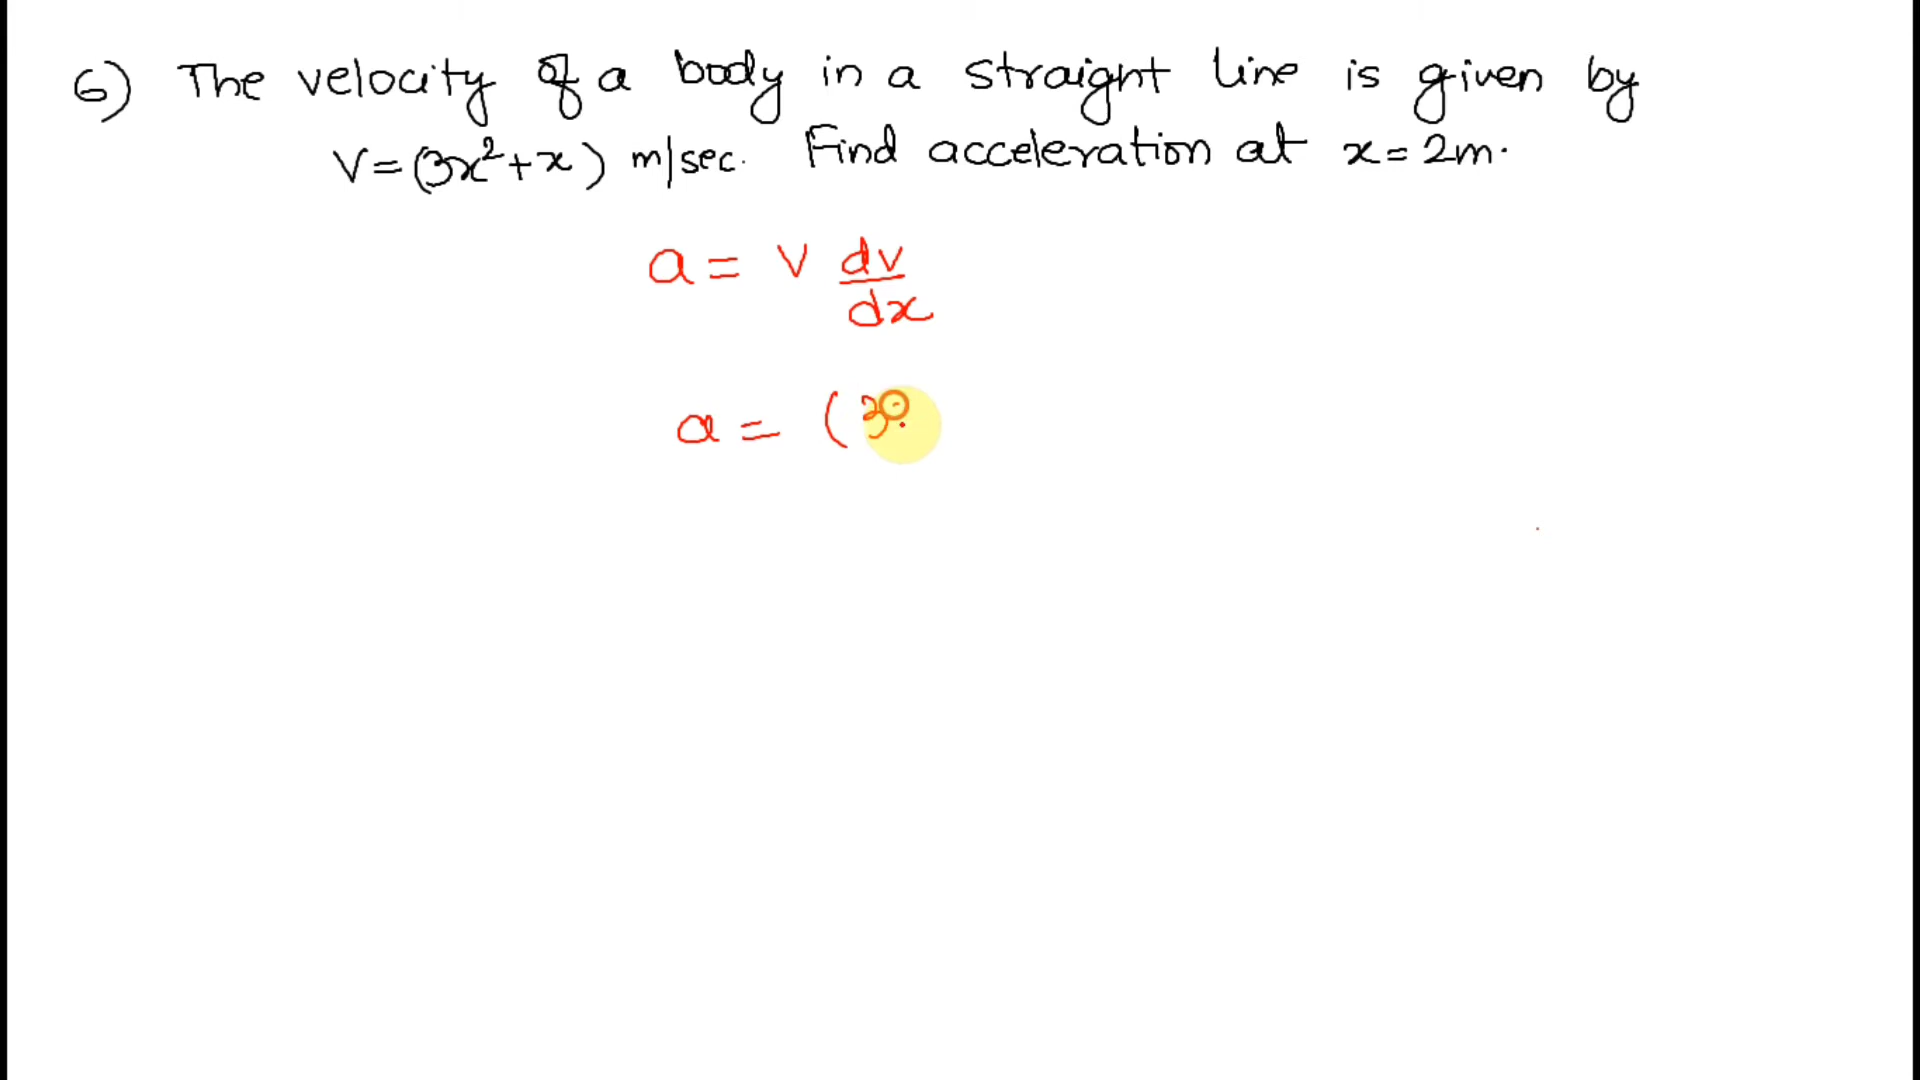 6) The velocity of a body in a straight line is given by
V=(3x²+x) m/sec. Find acceleration at x=2m.
a = v dv/dx
a = (3